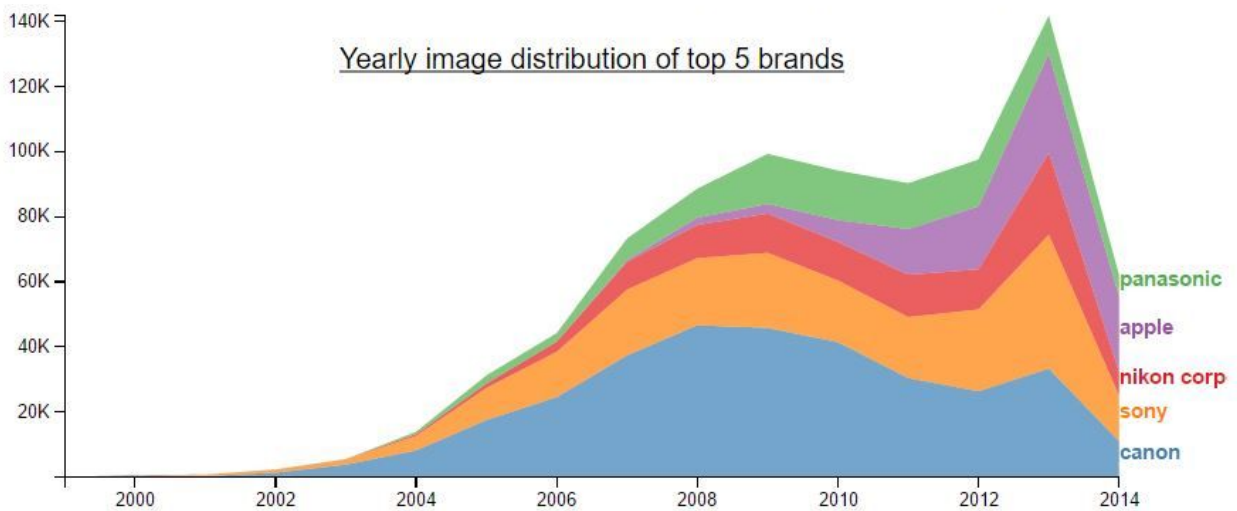 Yearly image distribution of top 5 brands
140K
120K
100K
80K
60K
40K
20K
panasonic
apple
nikon corp
sony
canon
2000 2002 2004 2006 2008 2010 2012 2014